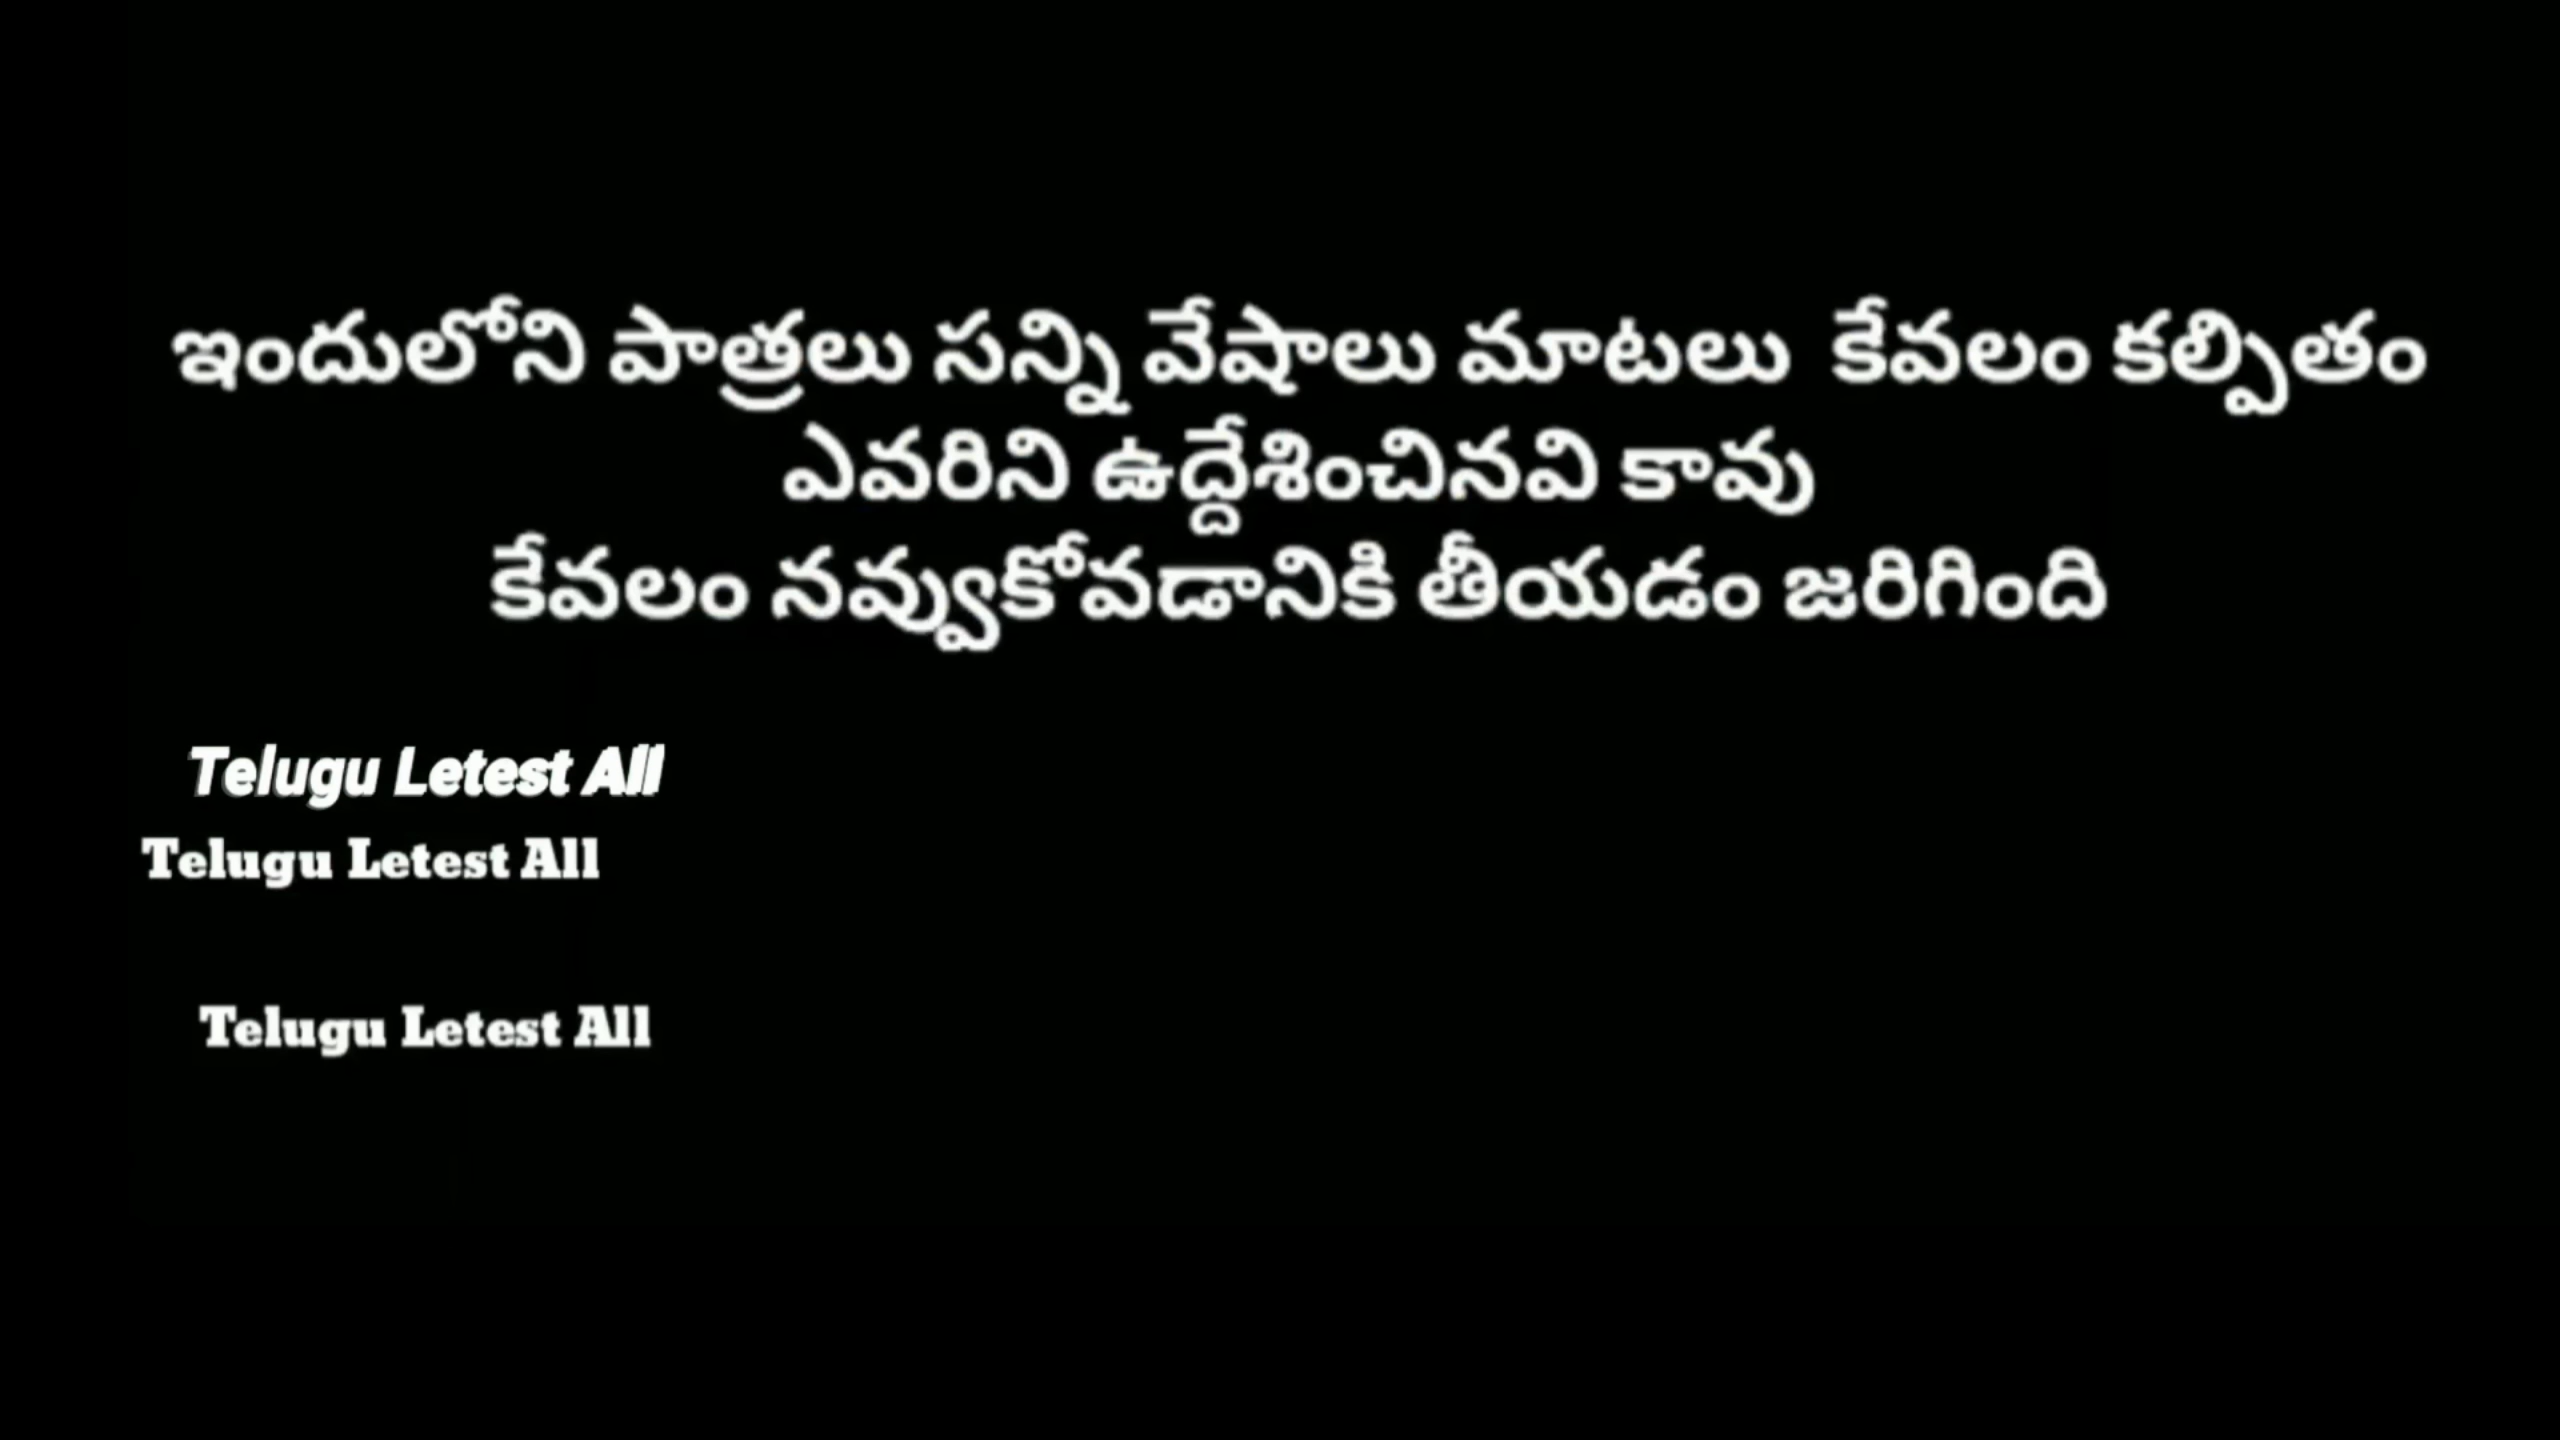 ఇందులోని పాత్రలు సన్ని వేషాలు మాటలు  కేవలం కల్పితం
ఎవరిని ఉద్దేశించినవి కావు
కేవలం నవ్వుకోవడానికి తీయడం జరిగింది
Telugu Letest All
Telugu Letest All
Telugu Letest All